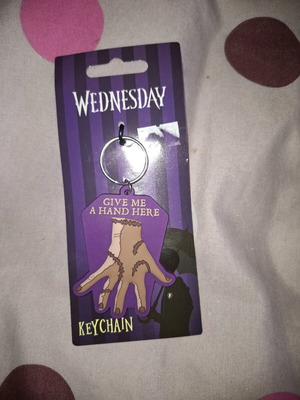 WEDNESDAY
GIVE ME
A HAND HERE
KEYCHAIN